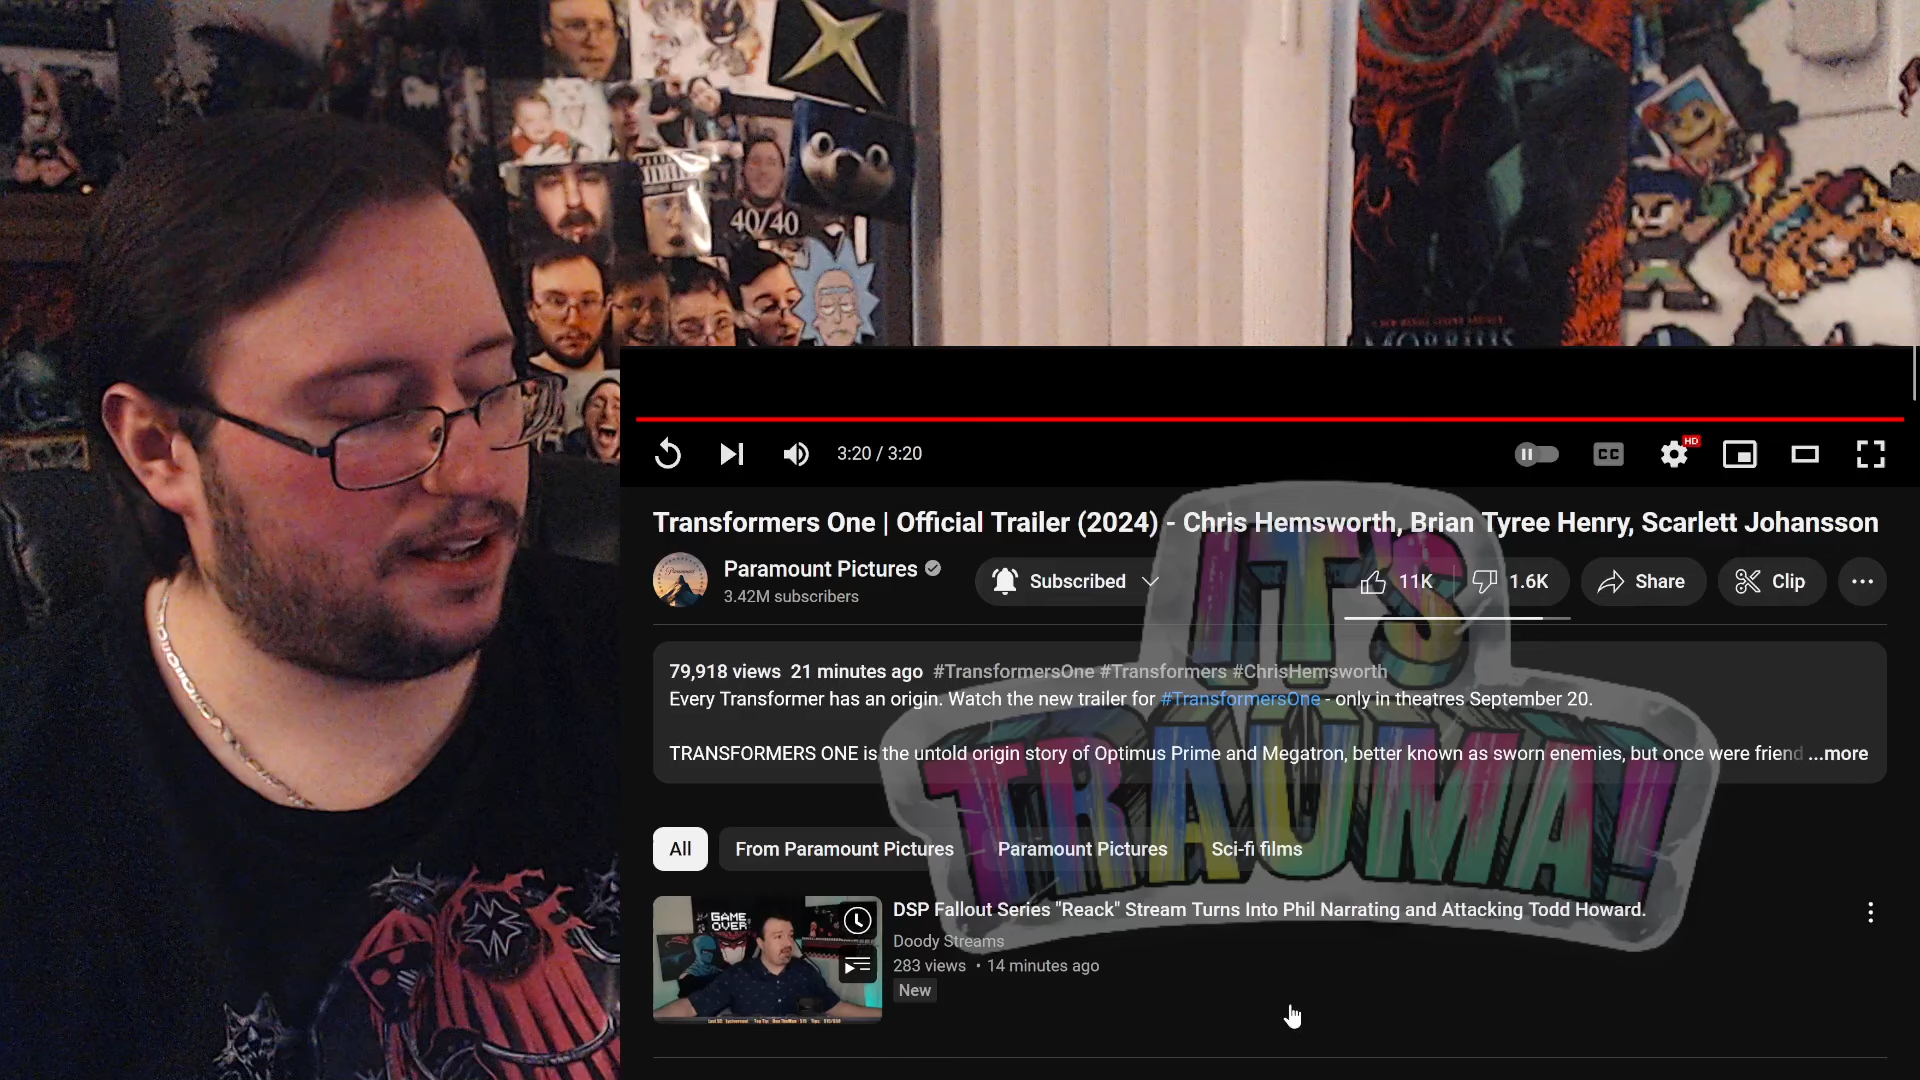 40/40
MORBIUS
3:20 / 3:20
CC
HD
Transformers One | Official Trailer (2024) - Chris Hemsworth, Brian Tyree Henry, Scarlett Johansson
Paramount Pictures
3.42M subscribers
Subscribed
11K
1.6K
Share
Clip
79,918 views 21 minutes ago #TransformersOne #Transformers #ChrisHemsworth
Every Transformer has an origin. Watch the new trailer for #TransformersOne - only in theatres September 20.
TRANSFORMERS ONE is the untold origin story of Optimus Prime and Megatron, better known as sworn enemies, but once were friend ...more
IT'S
TRAUMA!
All
From Paramount Pictures
Paramount Pictures
Sci-fi films
GAME
OVER
DSP Fallout Series "Reack" Stream Turns Into Phil Narrating and Attacking Todd Howard.
Doody Streams
283 views • 14 minutes ago
New